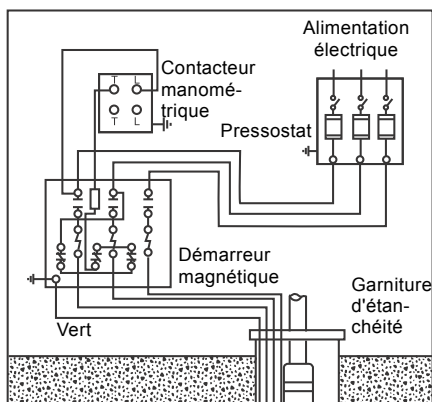 Alimentation
électrique
Contacteur
manomé-
trique
T L
T L
Pressostat
Démarreur
magnétique
Garniture
d'étan-
chéité
Vert